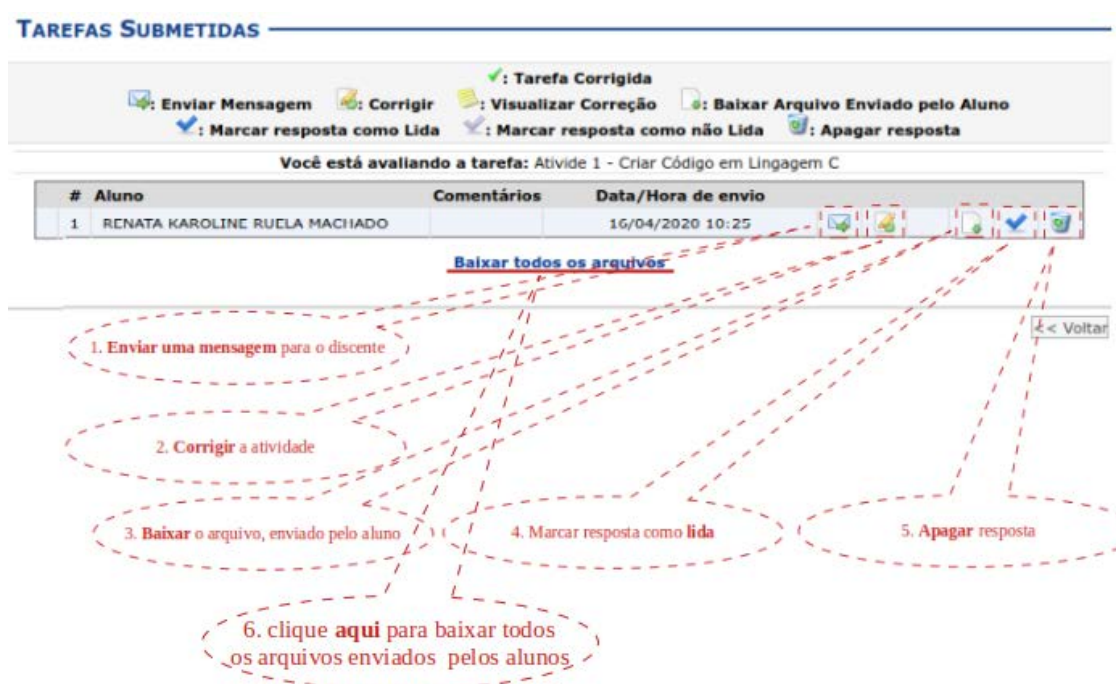 TAREFAS SUBMETIDAS
: Tarefa Corrigida
: Enviar Mensagem : Corrigir : Visualizar Correção : Baixar Arquivo Enviado pelo Aluno
: Marcar resposta como Lida : Marcar resposta como não Lida : Apagar resposta
Você está avaliando a tarefa: Ativide 1 - Criar Código em Lingagem C
# Aluno Comentários Data/Hora de envio
1 RENATA KAROLINE RUELA MACHADO 16/04/2020 10:25
Baixar todos os arquivos
<< Voltar
1. Enviar uma mensagem para o discente
2. Corrigir a atividade
3. Baixar o arquivo, enviado pelo aluno
4. Marcar resposta como lida
5. Apagar resposta
6. clique aqui para baixar todos
os arquivos enviados pelos alunos